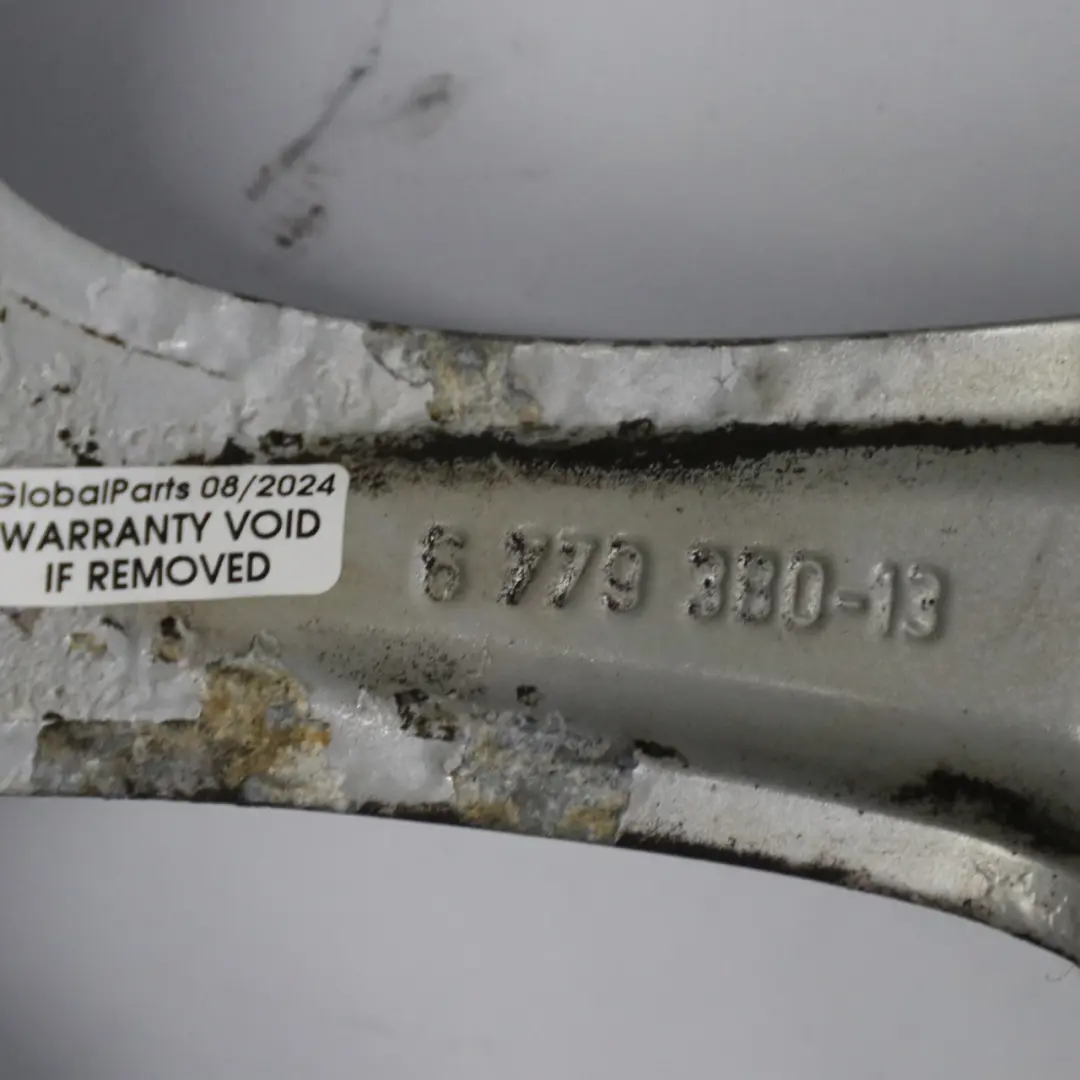 GlobalParts 08/2024
WARRANTY VOID
IF REMOVED
6 779 380-13